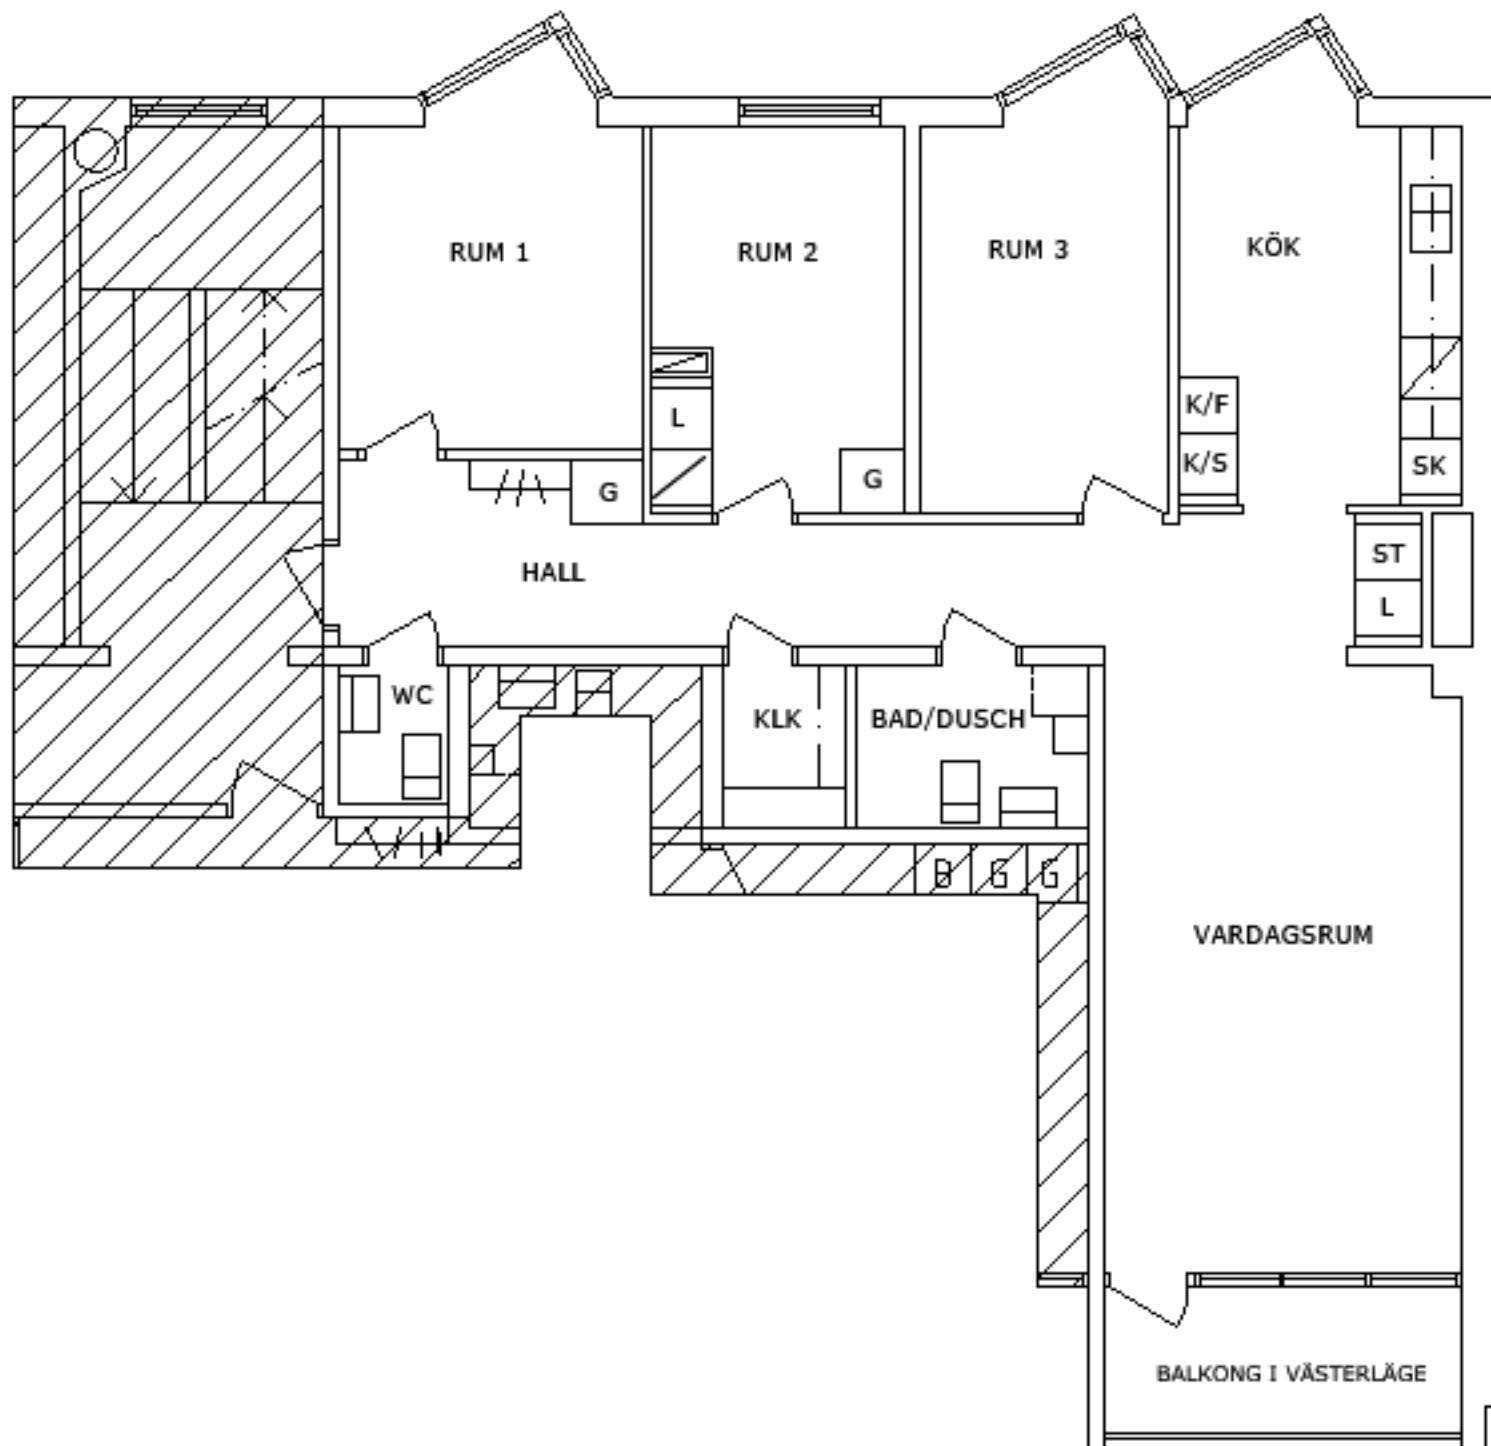 RUM 1
RUM 2
RUM 3
KÖK
K/F
L
K/S
SK
G
G
HALL
ST
L
WC
KLK
BAD/DUSCH
B G G
VARDAGSRUM
BALKONG I VÄSTERLÄGE